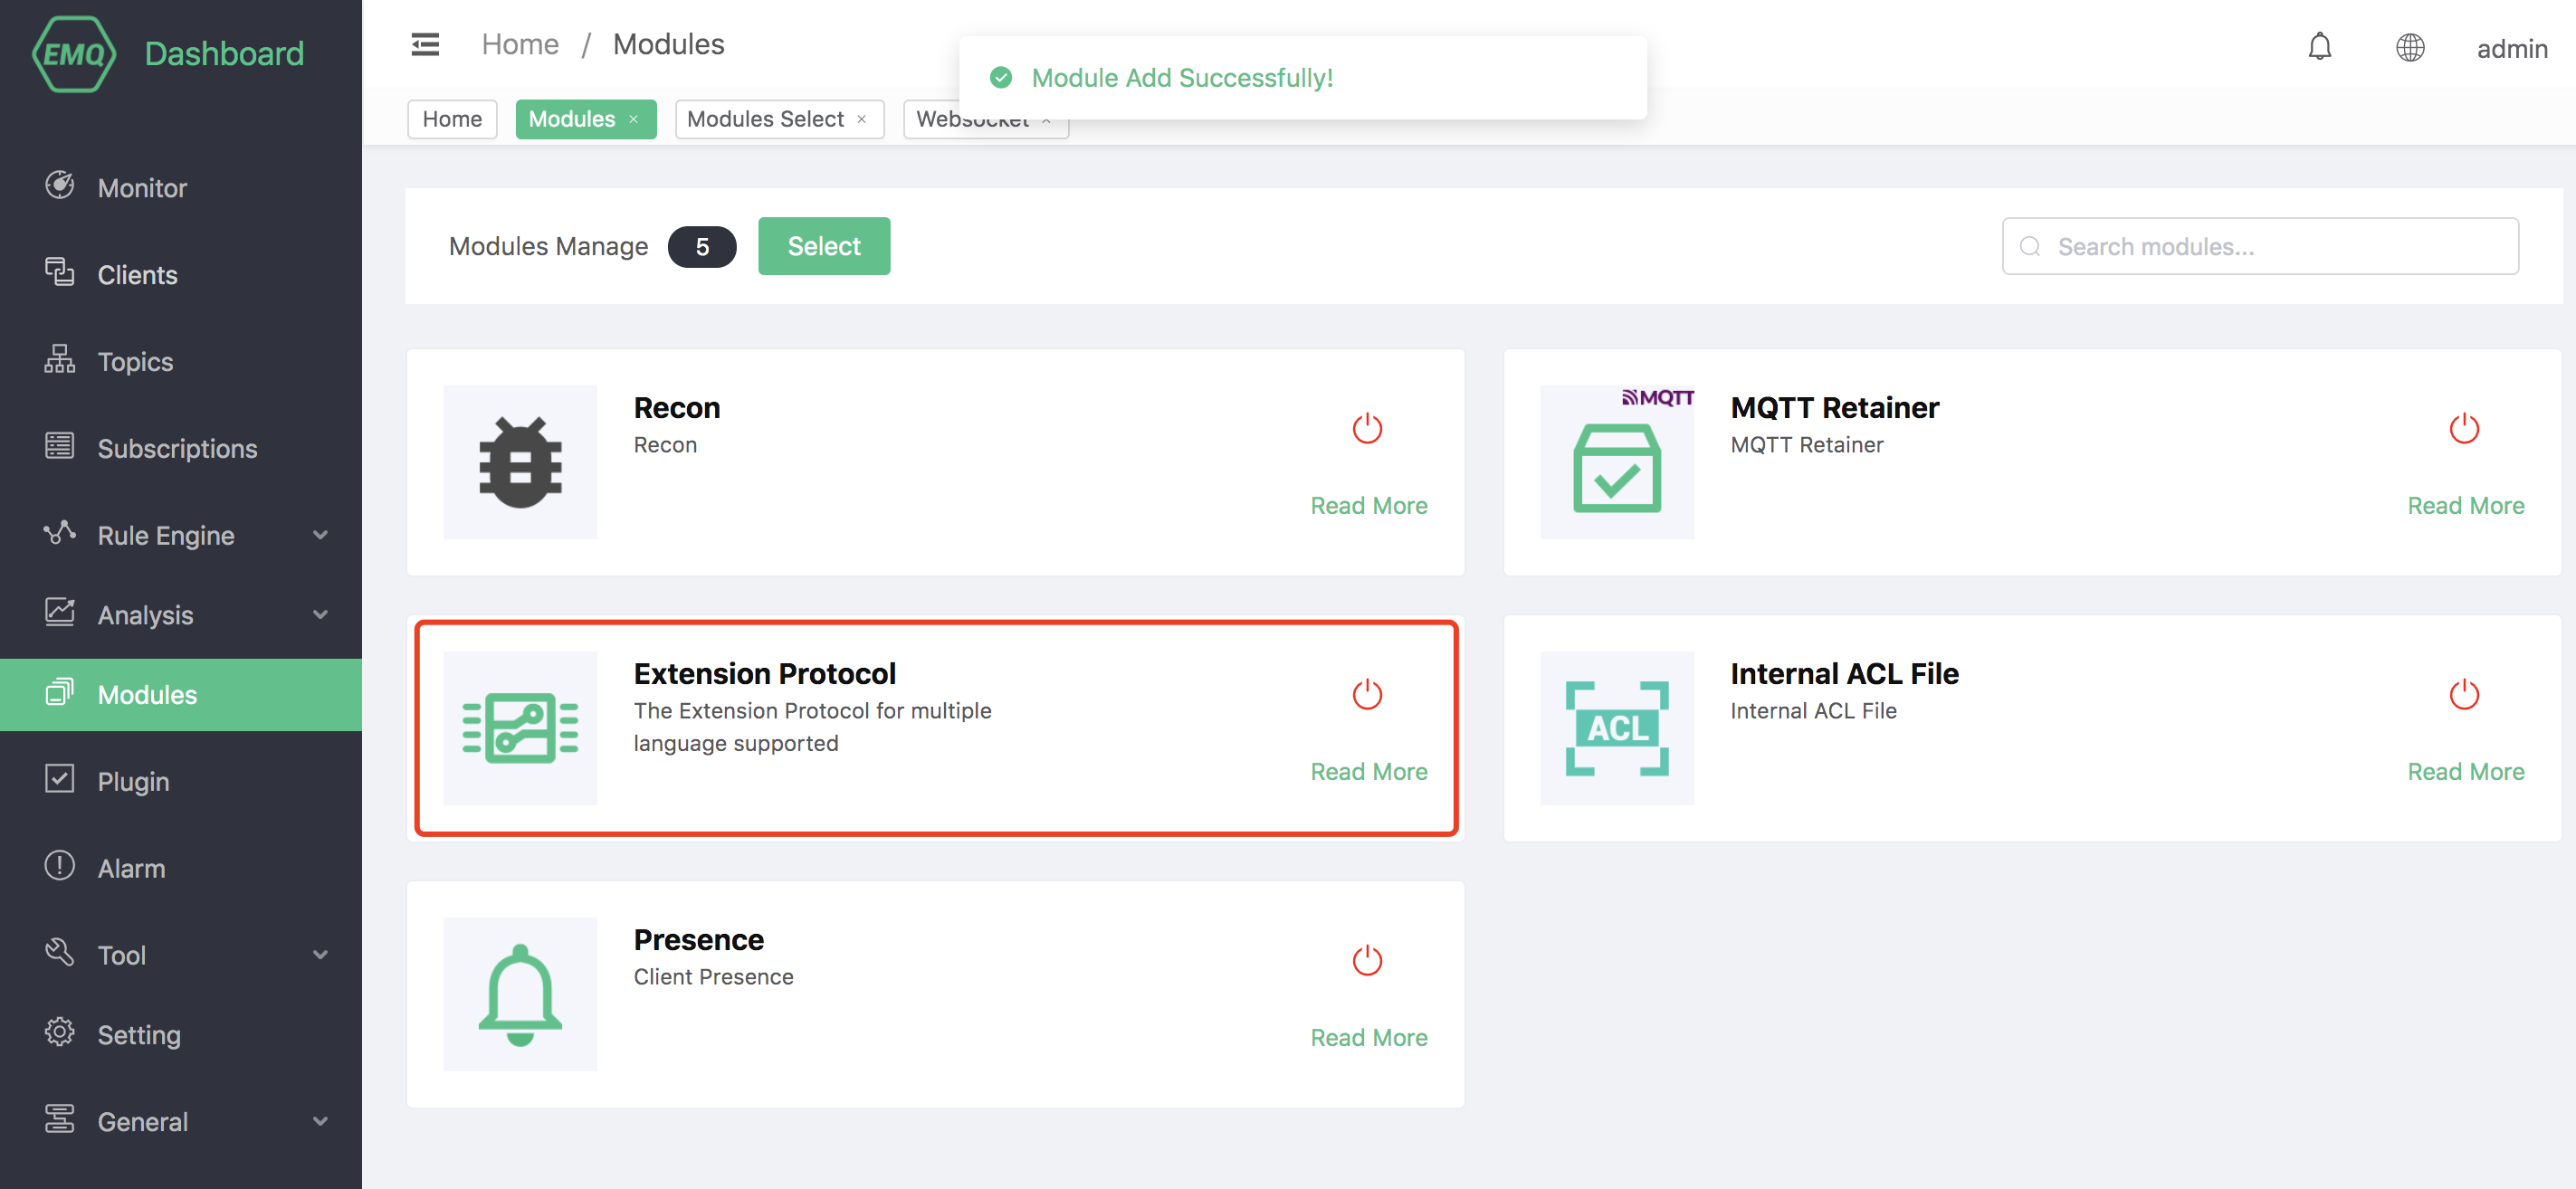 EMQ Dashboard
Home / Modules
Module Add Successfully!
admin
Home
Modules ×
Modules Select ×
Websocket ×
Monitor
Clients
Topics
Subscriptions
Rule Engine
Analysis
Modules
Plugin
Alarm
Tool
Setting
General
Modules Manage 5 Select
Search modules...
Recon
Recon
Read More
MQTT
MQTT Retainer
MQTT Retainer
Read More
Extension Protocol
The Extension Protocol for multiple
language supported
Read More
ACL
Internal ACL File
Internal ACL File
Read More
Presence
Client Presence
Read More